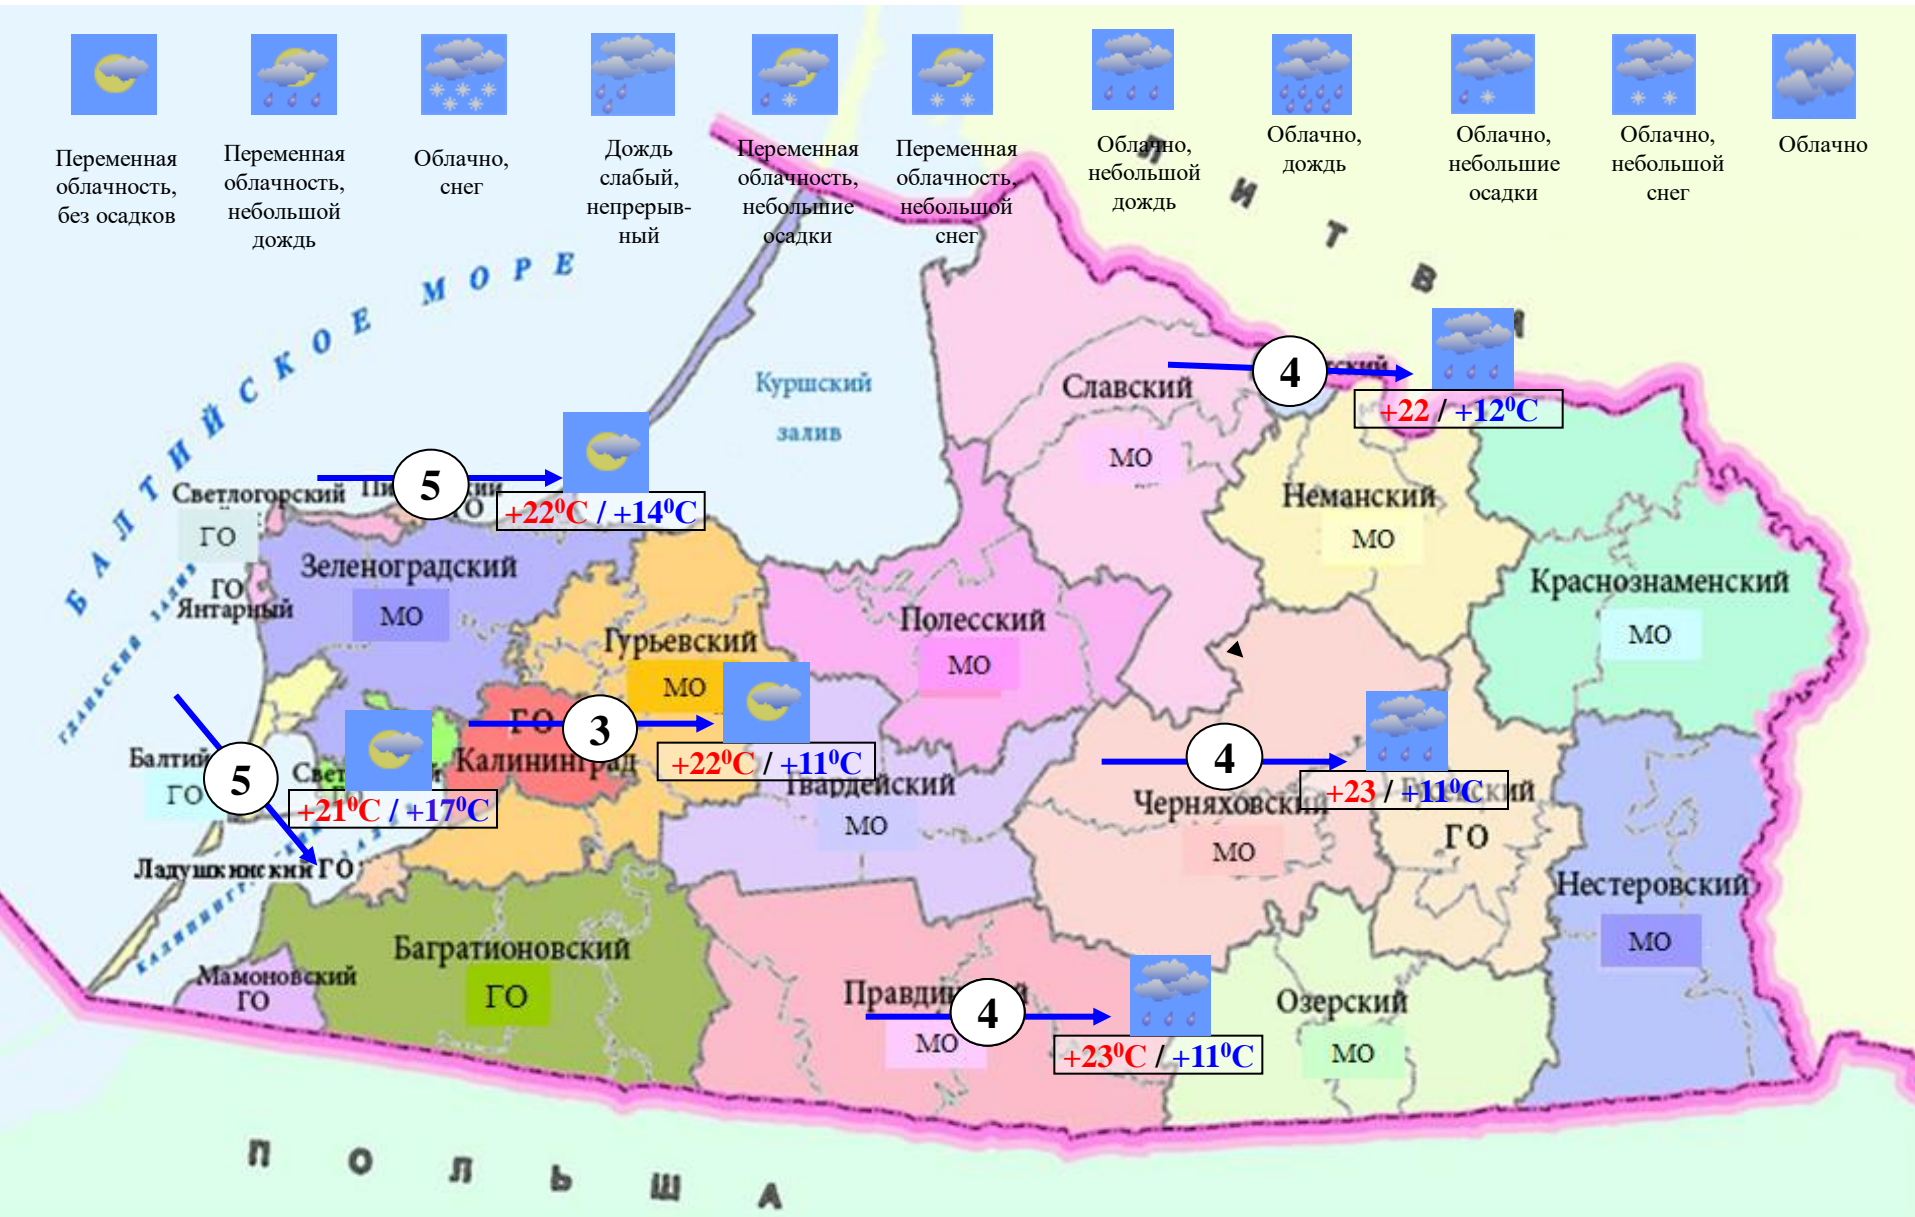 Переменная
облачность,
без осадков
Переменная
облачность,
небольшой
дождь
Облачно,
снег
Дождь
слабый,
непрерыв-
ный
Переменная
облачность,
небольшие
осадки
Переменная
облачность,
небольшой
снег
Облачно,
небольшой
дождь
Облачно,
дождь
Облачно,
небольшие
осадки
Облачно,
небольшой
снег
Облачно
ЛИТВА
БАЛТИЙСКОЕ МОРЕ
Куршский
залив
Славский
МО
4
+22 / +12⁰C
5
+22⁰C / +14⁰C
Светлогорский
ГО
ГО
Янтарный
Зеленоградский
МО
Неманский
МО
Краснознаменский
МО
Полесский
МО
Гурьевский
МО
ГДАНЬСКИЙ ЗАЛИВ
ГО
Калининград
3
+22⁰C / +11⁰C
Балтий
ГО
5
+21⁰C / +17⁰C
Гвардейский
МО
4
+23 / +11⁰C
Черняховский
МО
ГО
Ладушкинский ГО
Нестеровский
МО
Багратионовский
ГО
Мамоновский
ГО
4
МО
+23⁰C / +11⁰C
Озерский
МО
ПОЛЬША